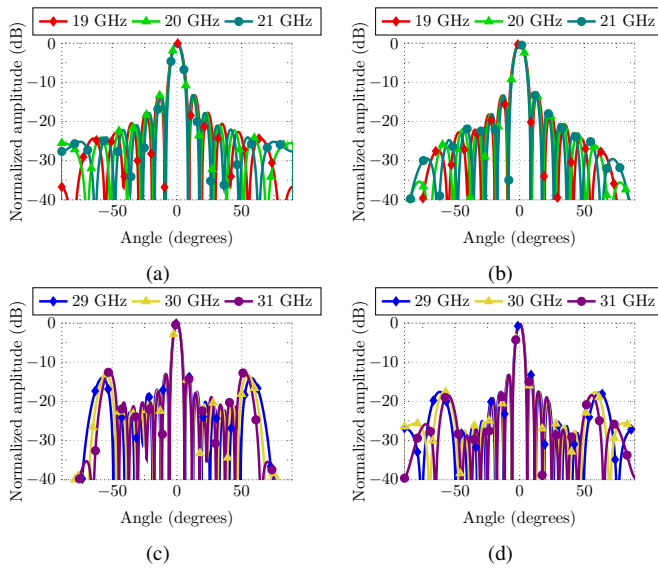 19 GHz 20 GHz 21 GHz
19 GHz 20 GHz 21 GHz
Normalized amplitude (dB)
0
−10
−20
−30
−40
−50 0 50
Angle (degrees)
(a)
Normalized amplitude (dB)
0
−10
−20
−30
−40
−50 0 50
Angle (degrees)
(b)
29 GHz 30 GHz 31 GHz
29 GHz 30 GHz 31 GHz
Normalized amplitude (dB)
0
−10
−20
−30
−40
−50 0 50
Angle (degrees)
(c)
Normalized amplitude (dB)
0
−10
−20
−30
−40
−50 0 50
Angle (degrees)
(d)